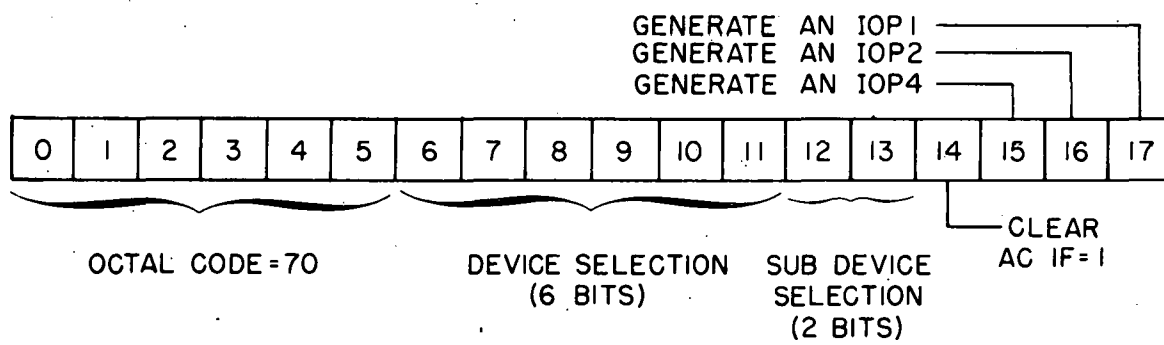 GENERATE AN IOP1
GENERATE AN IOP2
GENERATE AN IOP4
0 1 2 3 4 5 6 7 8 9 10 11 12 13 14 15 16 17
CLEAR
AC IF=1
OCTAL CODE=70
DEVICE SELECTION
(6 BITS)
SUB DEVICE
SELECTION
(2 BITS)